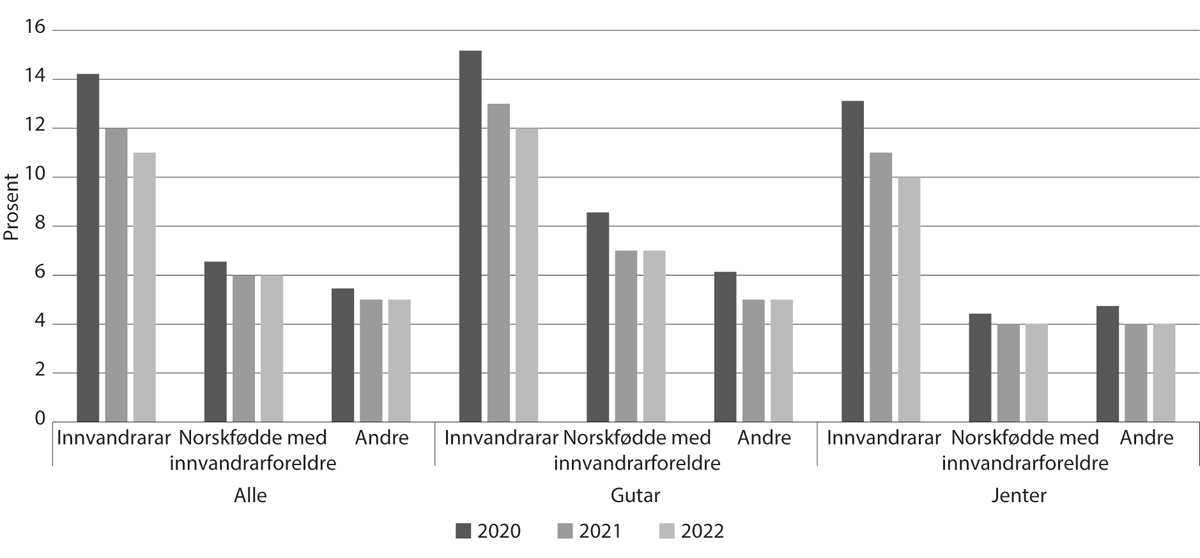 16
14
12
10
8
6
4
2
0
Prosent
Innvandrarar Norskfødde med Andre Innvandrarar Norskfødde med Andre Innvandrarar Norskfødde med Andre
innvandrarforeldre innvandrarforeldre innvandrarforeldre
Alle Gutar Jenter
2020 2021 2022